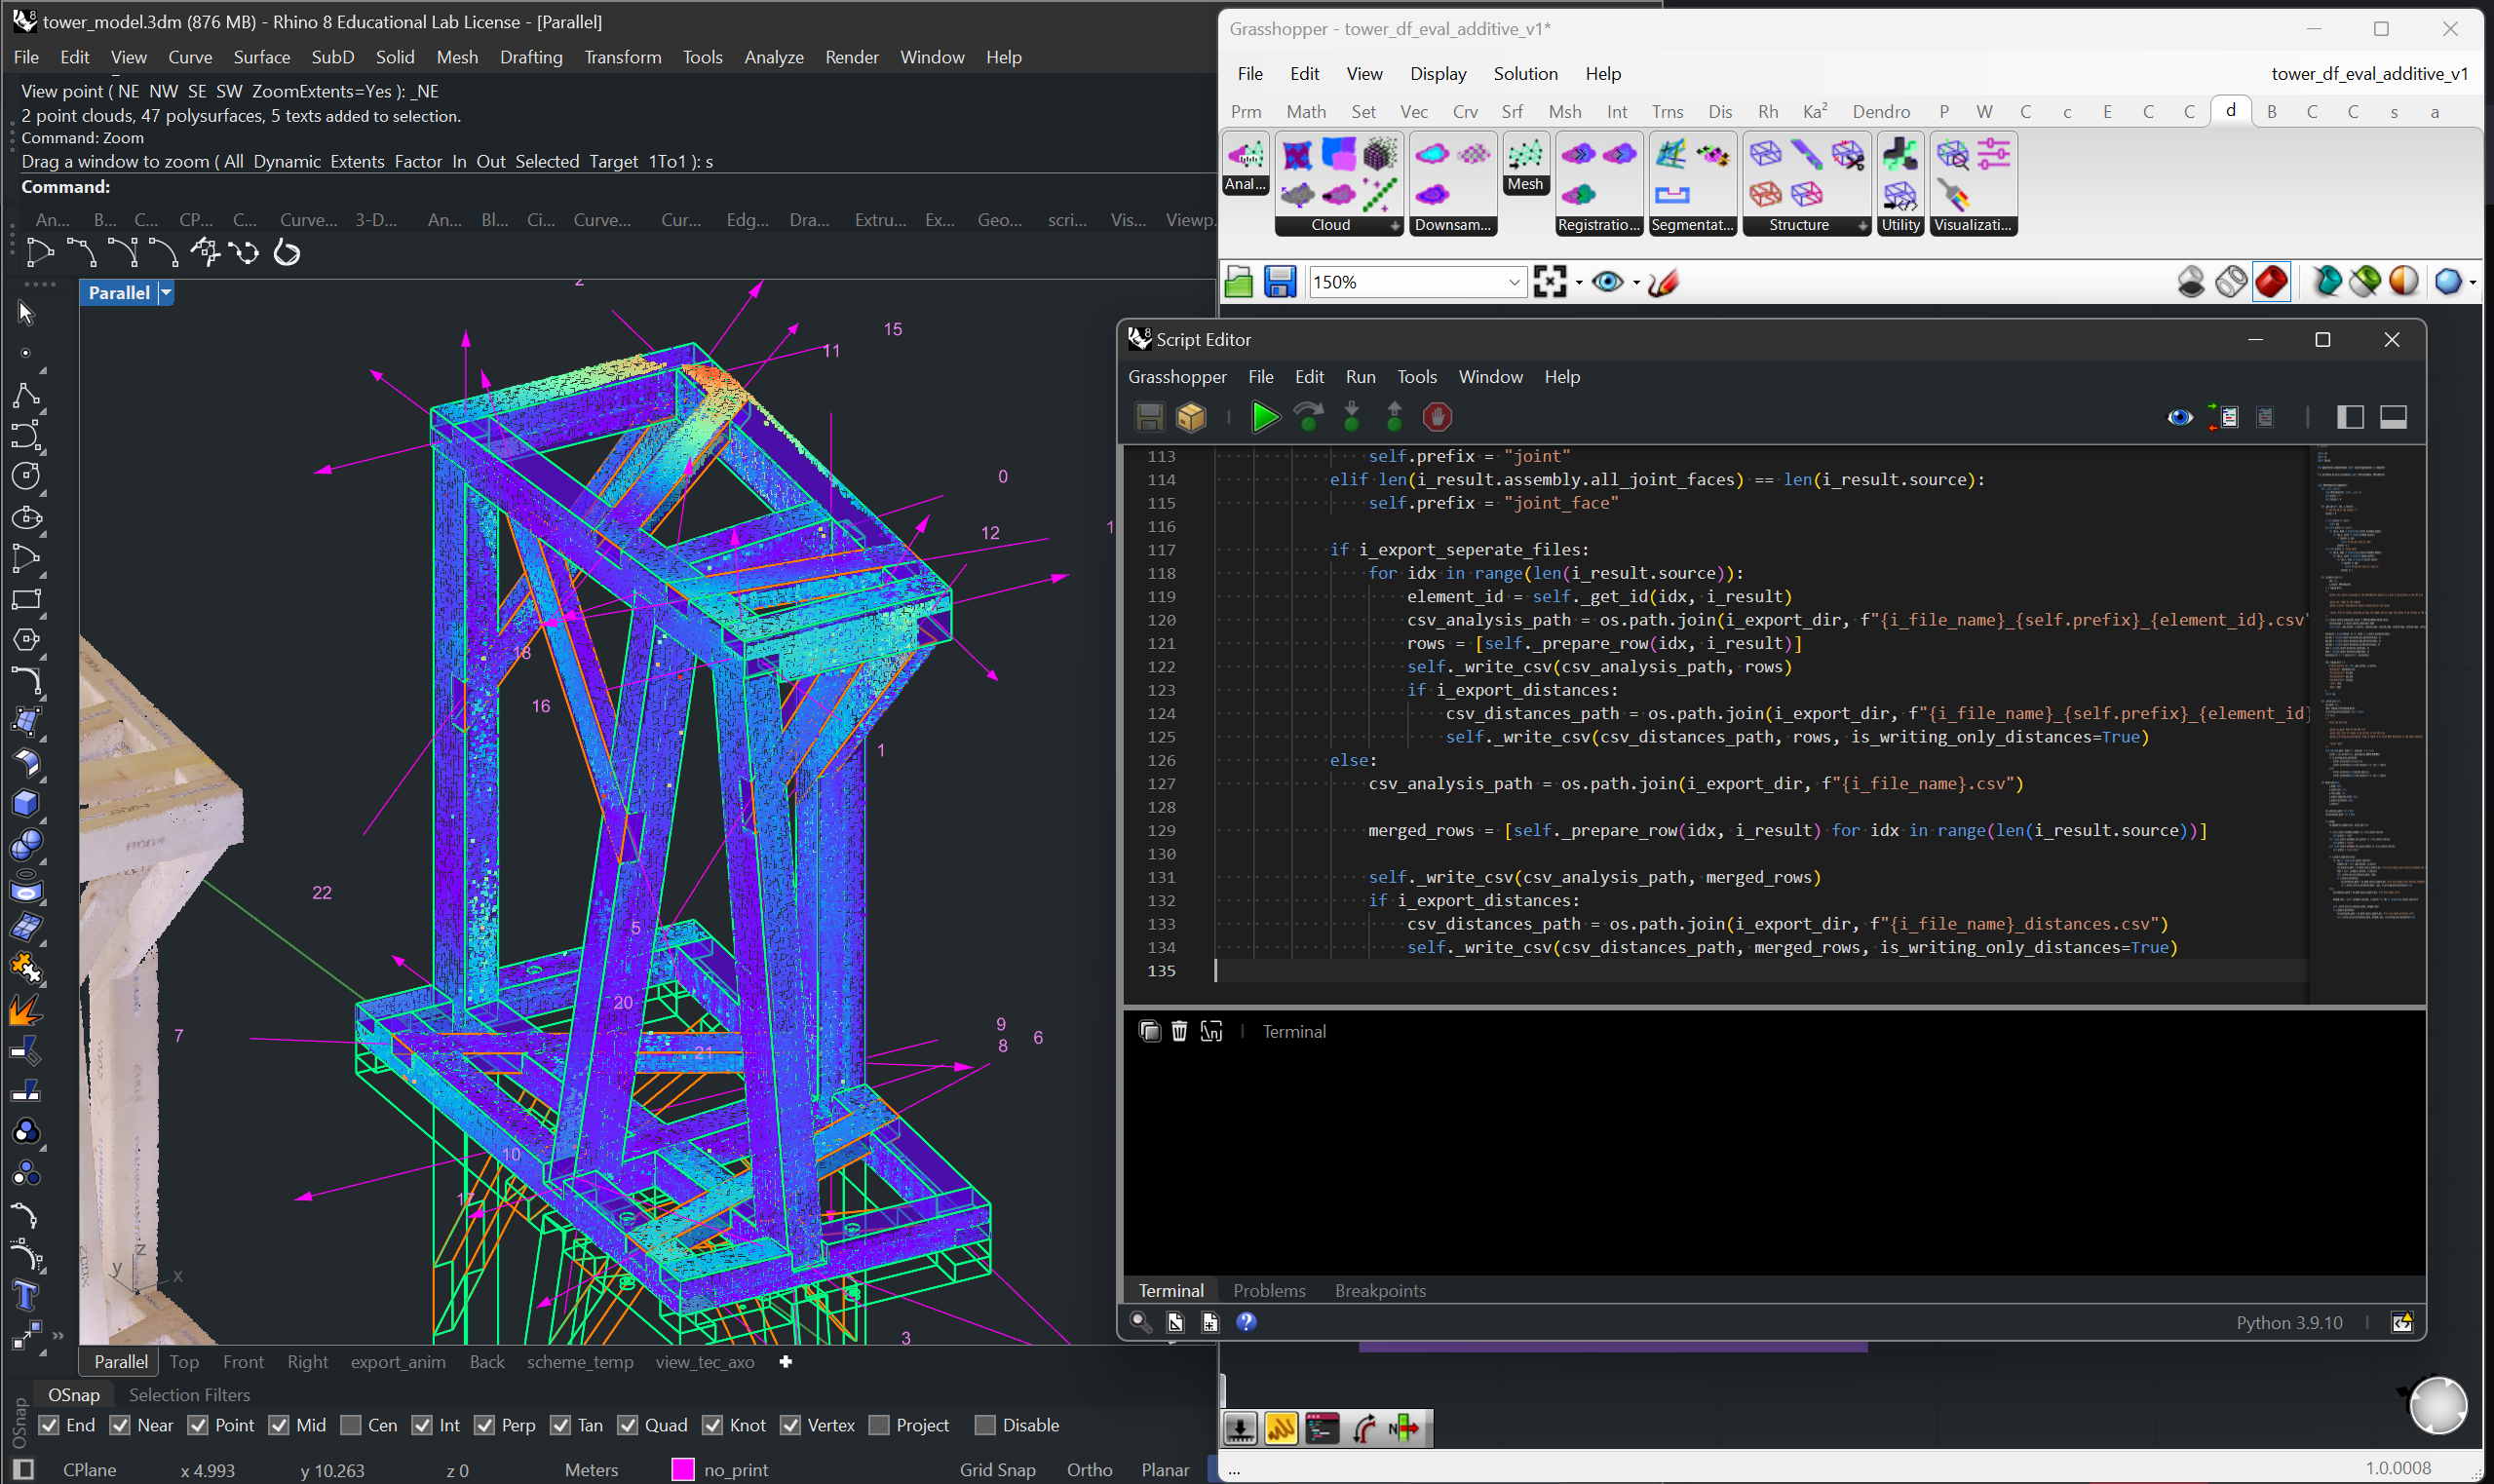 tower_model.3dm (876 MB) - Rhino 8 Educational Lab License - [Parallel]
File Edit View Curve Surface SubD Solid Mesh Drafting Transform Tools Analyze Render Window Help
View point ( NE NW SE SW ZoomExtents=Yes ): _NE
2 point clouds, 47 polysurfaces, 5 texts added to selection.
Command: Zoom
Drag a window to zoom ( All Dynamic Extents Factor In Out Selected Target 1To1 ): s
Command:
An... B... C... CP... C... Curve... 3-D... An... Bl... Ci... Curve... Cur... Edg... Dra... Extru... Ex... Geo... scri... Vis... Viewp.
Parallel
2
15
11
0
12
1
18
16
1
22
5
20
7
21
9
8
6
10
17
3
z
y
x
Parallel Top Front Right export_anim Back scheme_temp view_tec_axo
OSnap Selection Filters
OSnap
End Near Point Mid Cen Int Perp Tan Quad Knot Vertex Project Disable
CPlane x 4.993 y 10.263 z 0 Meters no_print Grid Snap Ortho Planar
Grasshopper - tower_df_eval_additive_v1*
File Edit View Display Solution Help
tower_df_eval_additive_v1
Prm Math Set Vec Crv Srf Msh Int Trns Dis Rh Ka² Dendro P W C c E C C d B C C s a
Anal... Cloud Downsam... Mesh Registratio... Segmentat... Structure Utility Visualizati...
150%
Script Editor
Grasshopper File Edit Run Tools Window Help
113 self.prefix = "joint"
114 elif len(i_result.assembly.all_joint_faces) == len(i_result.source):
115 self.prefix = "joint_face"
116
117 if i_export_seperate_files:
118 for idx in range(len(i_result.source)):
119 element_id = self._get_id(idx, i_result)
120 csv_analysis_path = os.path.join(i_export_dir, f"{i_file_name}_{self.prefix}_{element_id}.csv"
121 rows = [self._prepare_row(idx, i_result)]
122 self._write_csv(csv_analysis_path, rows)
123 if i_export_distances:
124 csv_distances_path = os.path.join(i_export_dir, f"{i_file_name}_{self.prefix}_{element_id}
125 self._write_csv(csv_distances_path, rows, is_writing_only_distances=True)
126 else:
127 csv_analysis_path = os.path.join(i_export_dir, f"{i_file_name}.csv")
128
129 merged_rows = [self._prepare_row(idx, i_result) for idx in range(len(i_result.source))]
130
131 self._write_csv(csv_analysis_path, merged_rows)
132 if i_export_distances:
133 csv_distances_path = os.path.join(i_export_dir, f"{i_file_name}_distances.csv")
134 self._write_csv(csv_distances_path, merged_rows, is_writing_only_distances=True)
135
Terminal
Terminal Problems Breakpoints
Python 3.9.10
...
1.0.0008